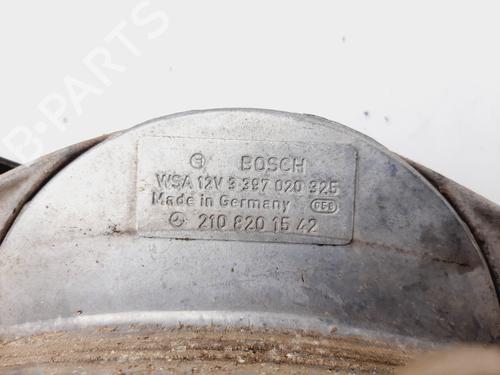 B-PARTS
BOSCH
WSA 12V 3 397 020 325
Made in Germany
210 820 15 42